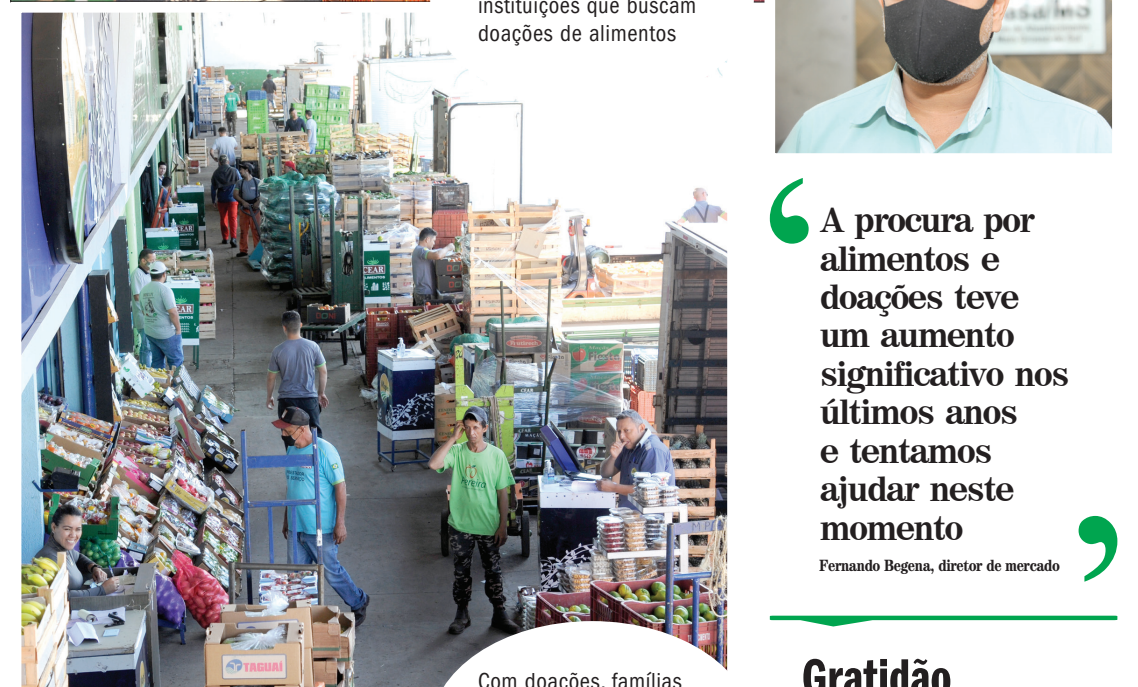 instituições que buscam
doações de alimentos
A procura por
alimentos e
doações teve
um aumento
significativo nos
últimos anos
e tentamos
ajudar neste
momento
Fernando Begena, diretor de mercado
Gratidão
Com doações, famílias
CEAR
TAGUAÍ